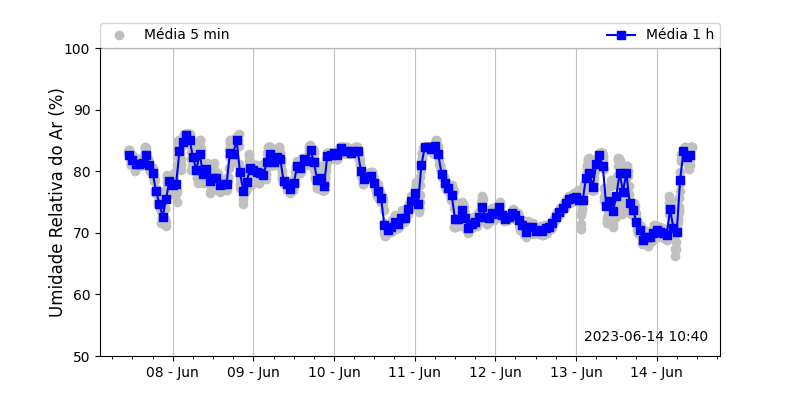 Média 5 min Média 1 h
100
90
80
70
60
50
Umidade Relativa do Ar (%)
2023-06-14 10:40
08 - Jun 09 - Jun 10 - Jun 11 - Jun 12 - Jun 13 - Jun 14 - Jun